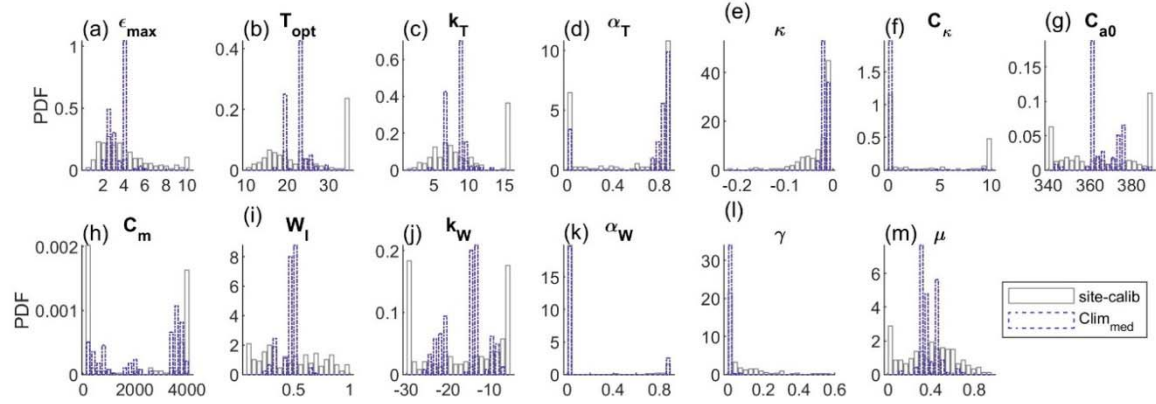 (a) ϵmax (b) Topt (c) kT (d) αT (e) κ (f) Cκ (g) Ca0
PDF
1
0.5
0
2 4 6 8 10
0.4
0.2
0
10 20 30
0.6
0.4
0.2
0
5 10 15
10
5
0
0 0.4 0.8
40
20
0
-0.2 -0.1 0
1.5
1
0.5
0
0 5 10
0.15
0.1
0.05
0
340 360 380
(h) Cm (i) WI (j) kW (k) αW (l) γ (m) μ
PDF
0.002
0.001
0
0 2000 4000
8
6
4
2
0
0.5 1
0.2
0.1
0
-30 -20 -10
15
10
5
0
0 0.4 0.8
30
20
10
0
0 0.2 0.4 0.6
6
4
2
0
0 0.4 0.8
site-calib
Climmed